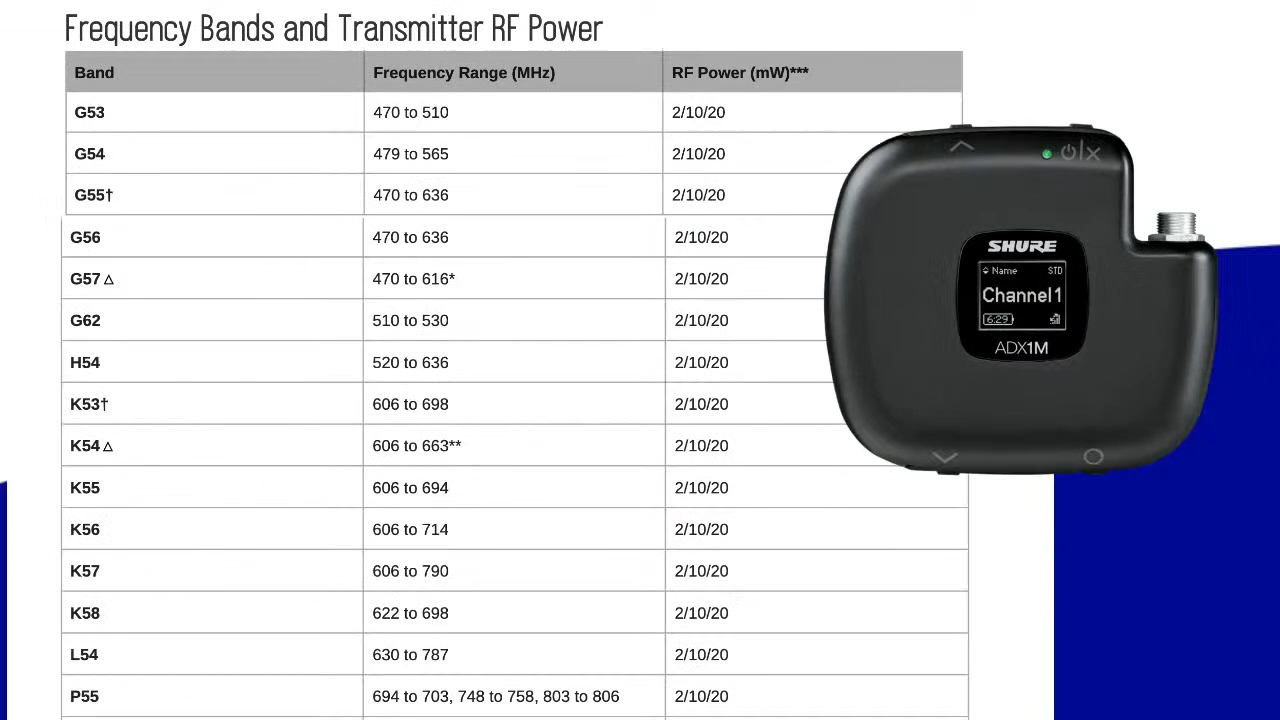 Frequency Bands and Transmitter RF Power
Band Frequency Range (MHz) RF Power (mW)***
G53 470 to 510 2/10/20
G54 479 to 565 2/10/20
G55† 470 to 636 2/10/20
G56 470 to 636 2/10/20
G57 △ 470 to 616* 2/10/20
G62 510 to 530 2/10/20
H54 520 to 636 2/10/20
K53† 606 to 698 2/10/20
K54 △ 606 to 663** 2/10/20
K55 606 to 694 2/10/20
K56 606 to 714 2/10/20
K57 606 to 790 2/10/20
K58 622 to 698 2/10/20
L54 630 to 787 2/10/20
P55 694 to 703, 748 to 758, 803 to 806 2/10/20
SHURE
Name STD
Channel1
6:29
ADX1M